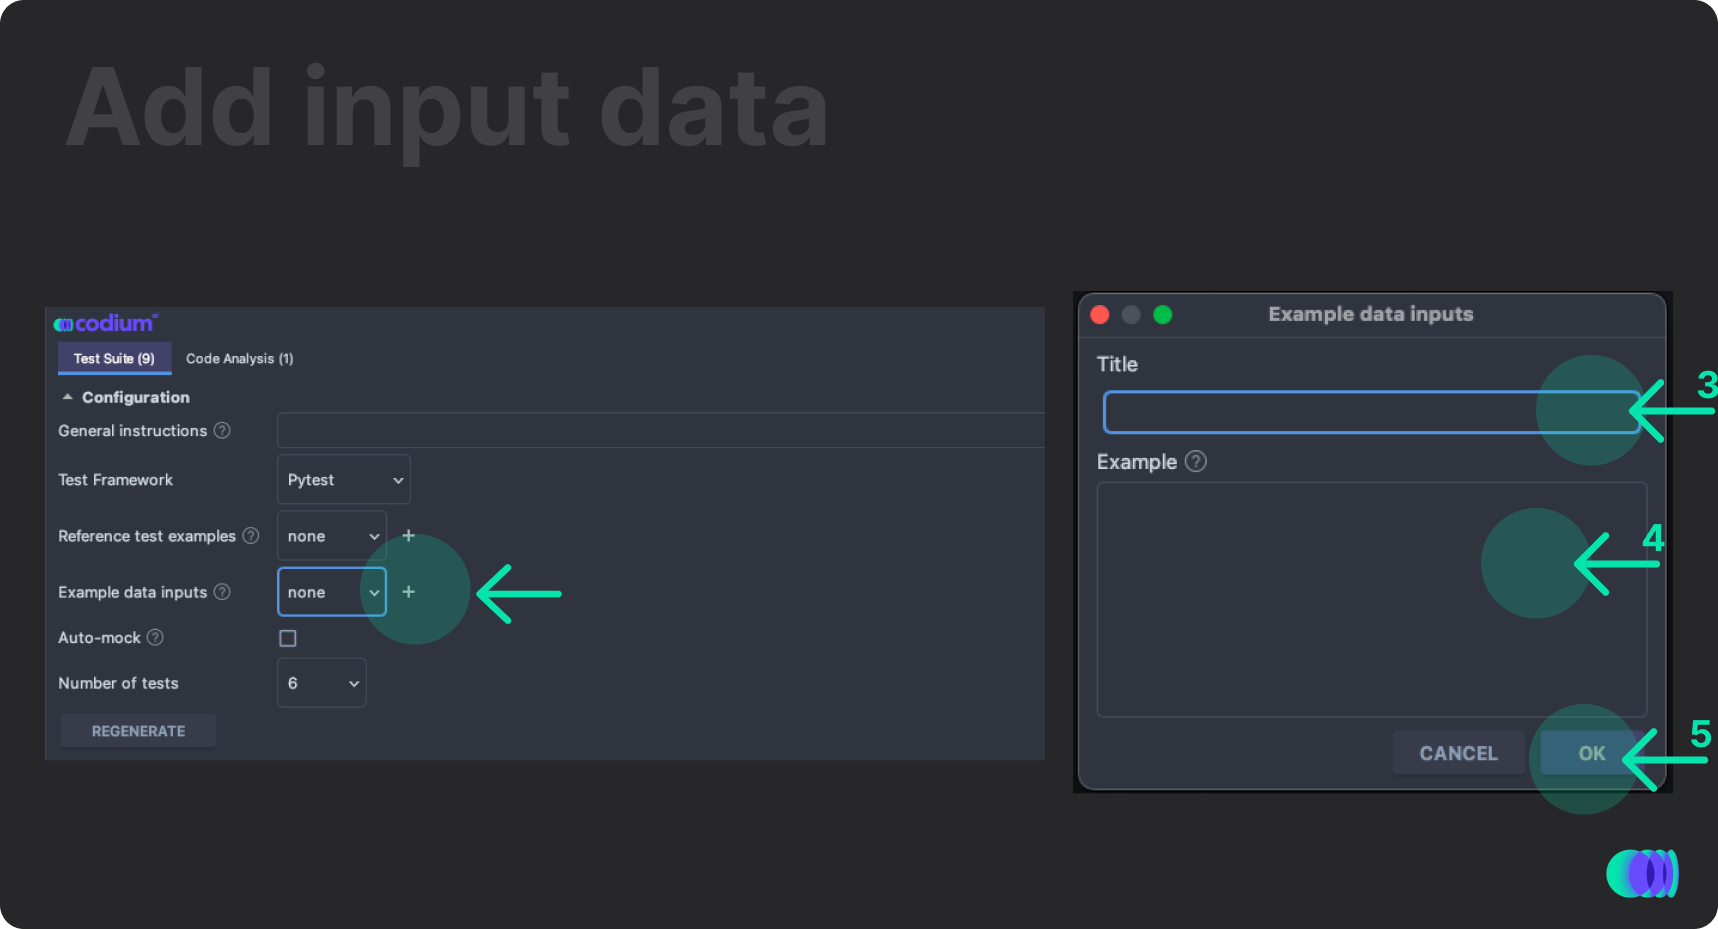 Add input data
codium
Test Suite (9) Code Analysis (1)
Configuration
General instructions ?
Test Framework Pytest
Reference test examples ? none +
Example data inputs ? none +
Auto-mock ?
Number of tests 6
REGENERATE
Example data inputs
Title
3
Example ?
4
5
CANCEL OK